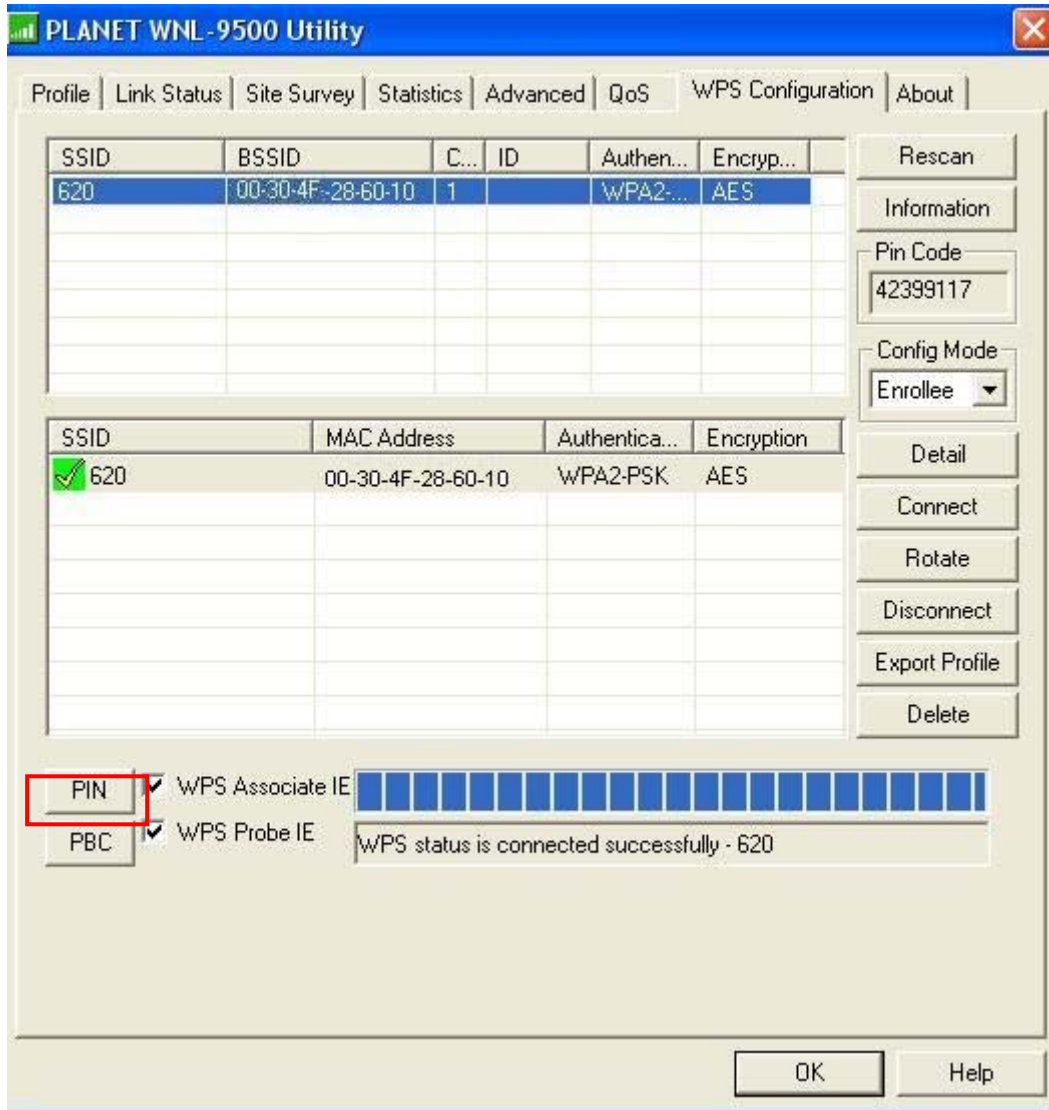 PLANET WNL-9500 Utility
Profile Link Status Site Survey Statistics Advanced QoS WPS Configuration About
SSID BSSID C... ID Authen... Encryp...
620 00-30-4F-28-60-10 1 WPA2-... AES
Rescan
Information
Pin Code
42399117
Config Mode
Enrollee
SSID MAC Address Authentica... Encryption
620 00-30-4F-28-60-10 WPA2-PSK AES
Detail
Connect
Rotate
Disconnect
Export Profile
Delete
PIN WPS Associate IE
PBC WPS Probe IE WPS status is connected successfully - 620
OK Help